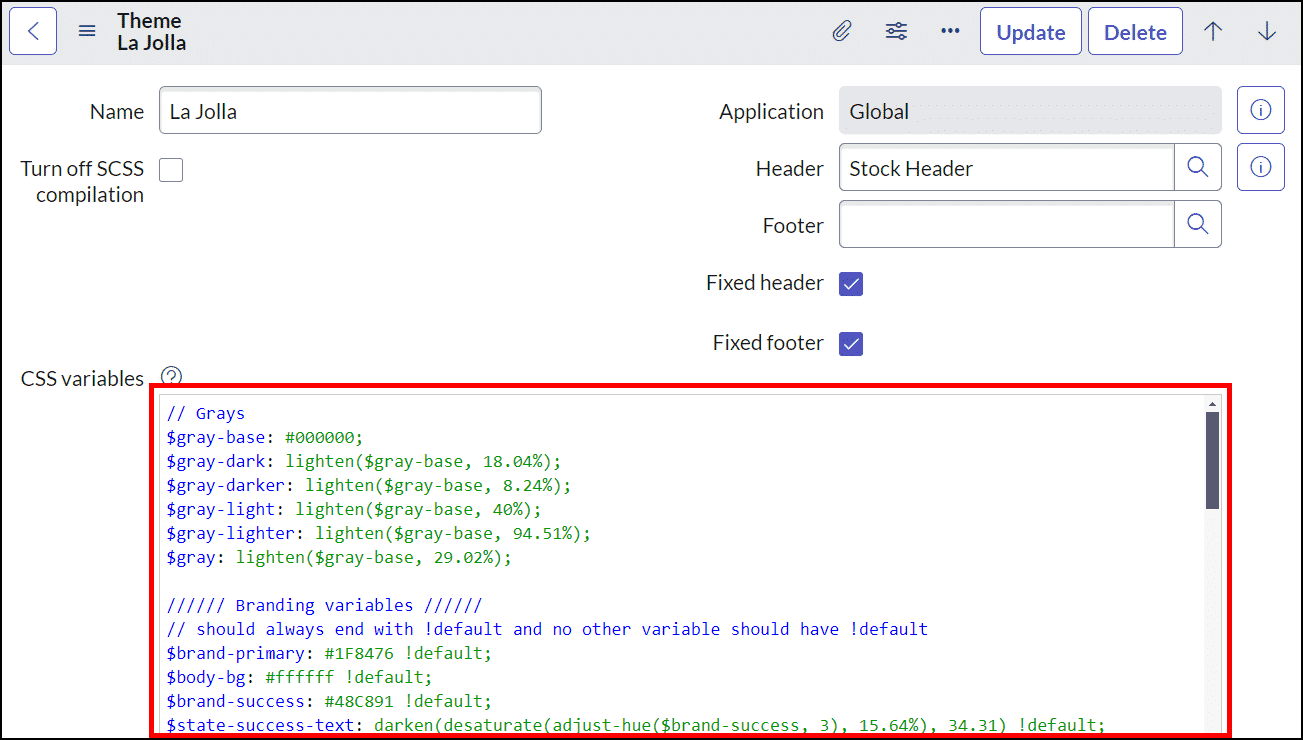 Theme
La Jolla
Update
Delete
Name
La Jolla
Application
Global
Turn off SCSS
compilation
Header
Stock Header
Footer
Fixed header
Fixed footer
CSS variables
// Grays
$gray-base: #000000;
$gray-dark: lighten($gray-base, 18.04%);
$gray-darker: lighten($gray-base, 8.24%);
$gray-light: lighten($gray-base, 40%);
$gray-lighter: lighten($gray-base, 94.51%);
$gray: lighten($gray-base, 29.02%);
////// Branding variables //////
// should always end with !default and no other variable should have !default
$brand-primary: #1F8476 !default;
$body-bg: #ffffff !default;
$brand-success: #48C891 !default;
$state-success-text: darken(desaturate(adjust-hue($brand-success, 3), 15.64%), 34.31) !default;